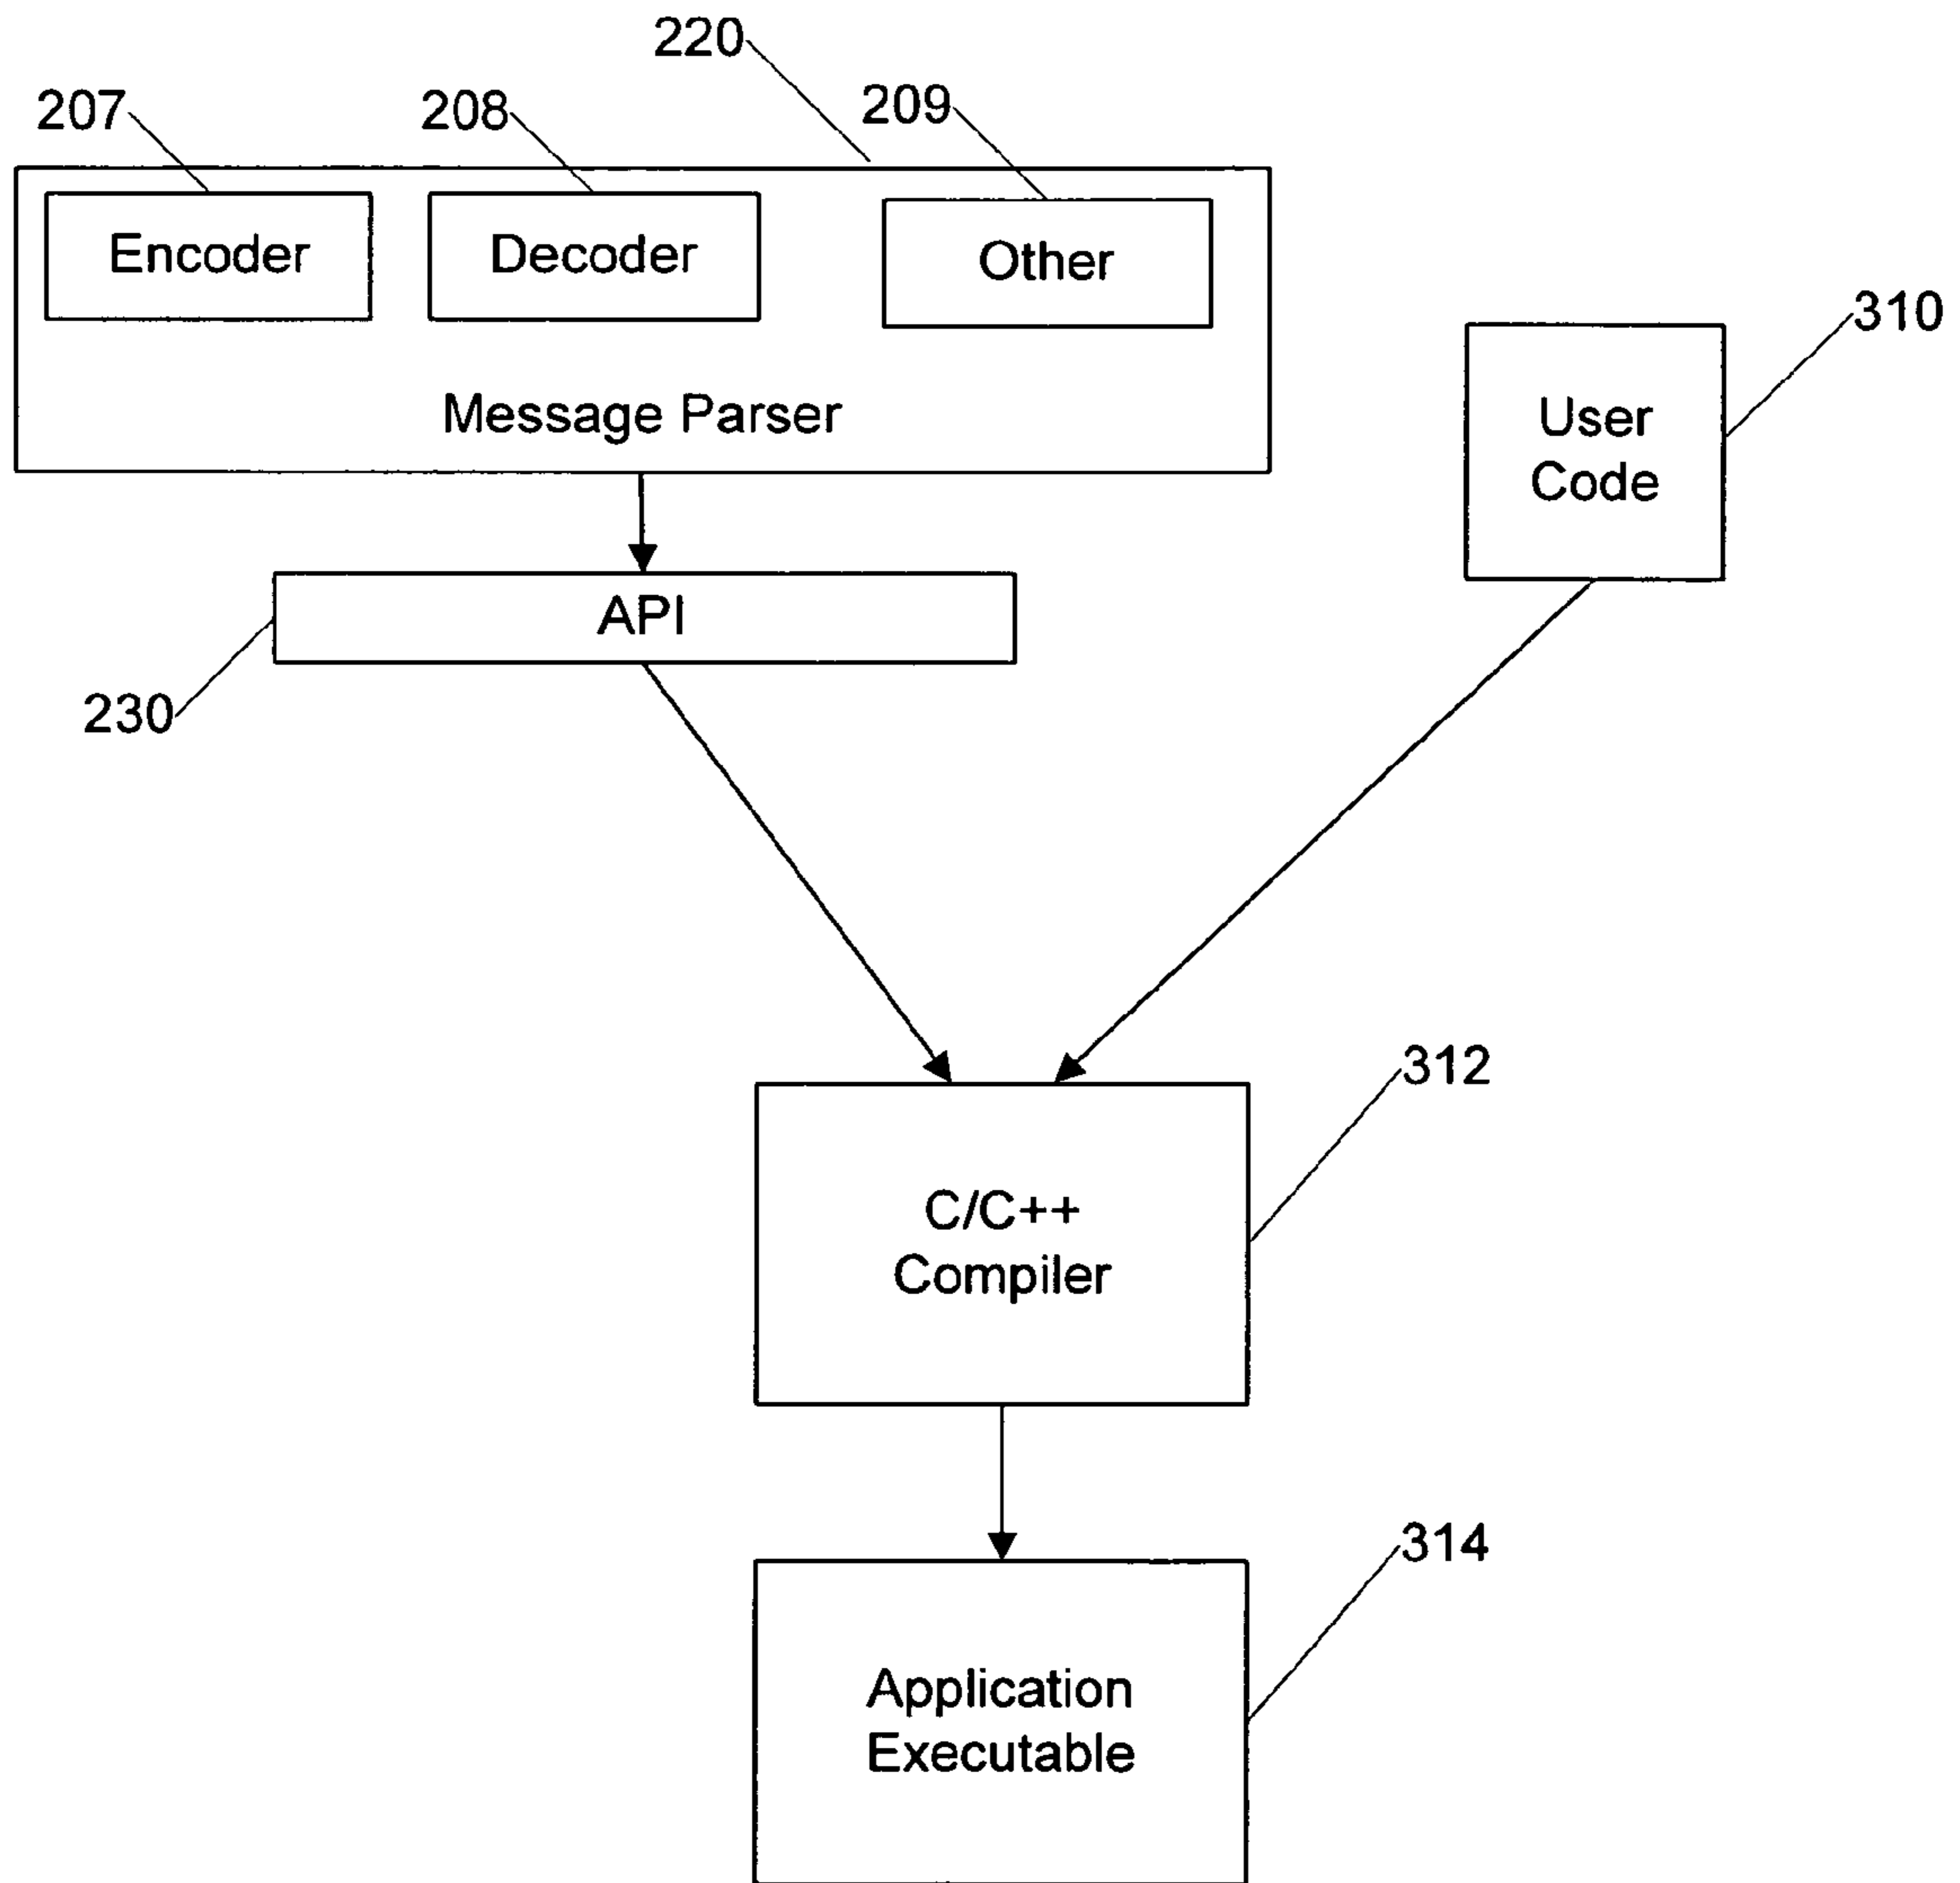 220
207
208
209
Encoder
Decoder
Other
Message Parser
310
User
Code
API
230
312
C/C++
Compiler
314
Application
Executable